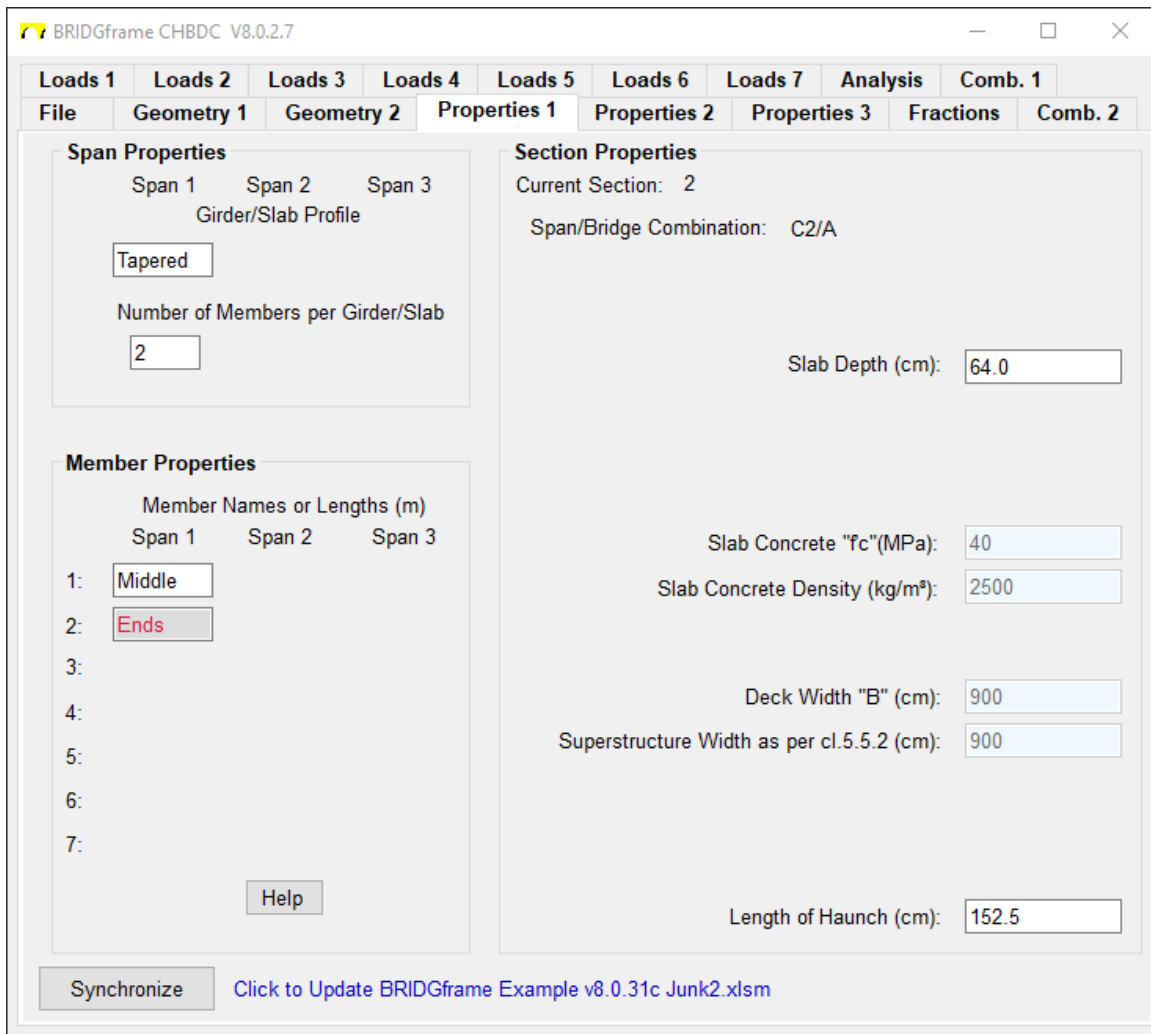 BRIDGframe CHBDC V8.0.2.7
Loads 1 Loads 2 Loads 3 Loads 4 Loads 5 Loads 6 Loads 7 Analysis Comb. 1
File Geometry 1 Geometry 2 Properties 1 Properties 2 Properties 3 Fractions Comb. 2
Span Properties
Span 1 Span 2 Span 3
Girder/Slab Profile
Tapered
Number of Members per Girder/Slab
2
Member Properties
Member Names or Lengths (m)
Span 1 Span 2 Span 3
1: Middle
2: Ends
3:
4:
5:
6:
7:
Help
Section Properties
Current Section: 2
Span/Bridge Combination: C2/A
Slab Depth (cm): 64.0
Slab Concrete "f'c"(MPa): 40
Slab Concrete Density (kg/m³): 2500
Deck Width "B" (cm): 900
Superstructure Width as per cl.5.5.2 (cm): 900
Length of Haunch (cm): 152.5
Synchronize Click to Update BRIDGframe Example v8.0.31c Junk2.xlsm